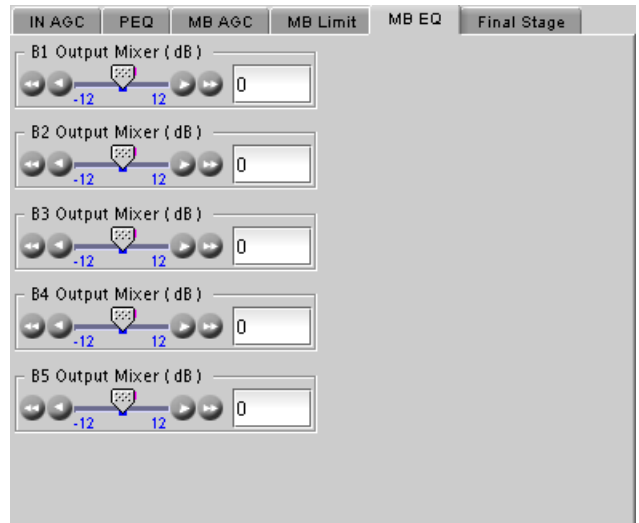 IN AGC PEQ MB AGC MB Limit MB EQ Final Stage
B1 Output Mixer ( dB )
0
-12 12
B2 Output Mixer ( dB )
0
-12 12
B3 Output Mixer ( dB )
0
-12 12
B4 Output Mixer ( dB )
0
-12 12
B5 Output Mixer ( dB )
0
-12 12